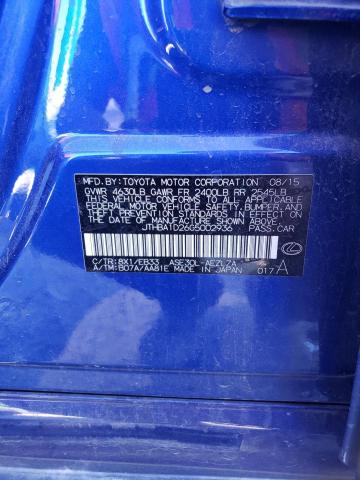 MFD.BY:TOYOTA MOTOR CORPORATION 08/15
GVWR 4630LB GAWR FR 2400LB RR 2545LB
THIS VEHICLE CONFORMS TO ALL APPLICABLE
FEDERAL MOTOR VEHICLE SAFETY, BUMPER, AND
THEFT PREVENTION STANDARDS IN EFFECT ON
THE DATE OF MANUFACTURE SHOWN ABOVE.
JTHBA1D26G5002936 PASS.CAR
C/TR:8X1/EB33 ASE30L-AEZLZA
A/TM:B07A/AA81E MADE IN JAPAN 017A